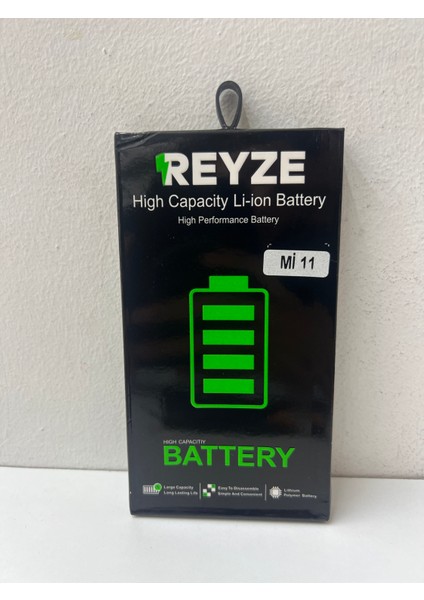 REYZE
High Capacity Li-ion Battery
High Performance Battery
Mİ 11
HIGH CAPACITIY
BATTERY
Large Capacity
Long Lasting Life
Easy To Disassemble
Simple And Convenient
Lithium
Polymer Battery